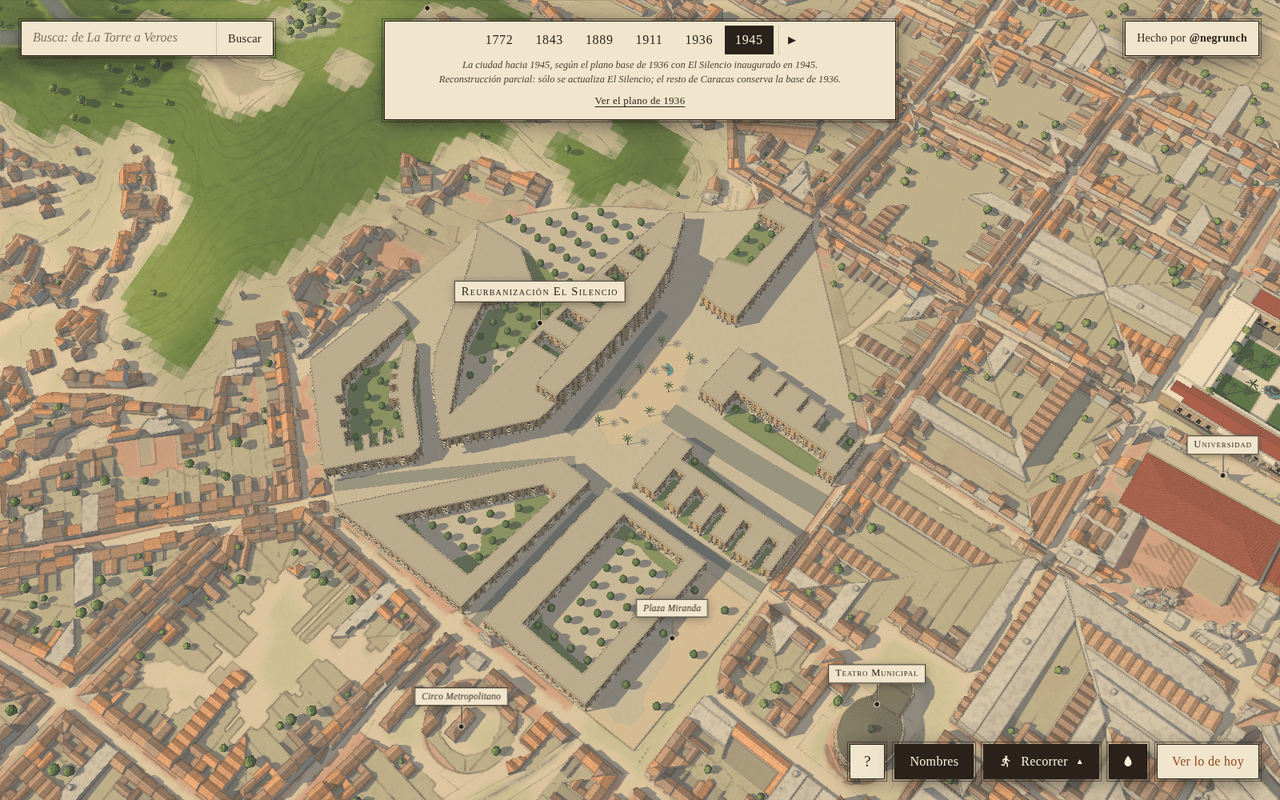 Busca: de La Torre a Veroes
Buscar
1772 1843 1889 1911 1936 1945 ▶
La ciudad hacia 1945, según el plano base de 1936 con El Silencio inaugurado en 1945.
Reconstrucción parcial: sólo se actualiza El Silencio; el resto de Caracas conserva la base de 1936.
Ver el plano de 1936
Hecho por @negrunch
Reurbanización El Silencio
Universidad
Plaza Miranda
Teatro Municipal
Circo Metropolitano
?
Nombres
Recorrer ▲
Ver lo de hoy